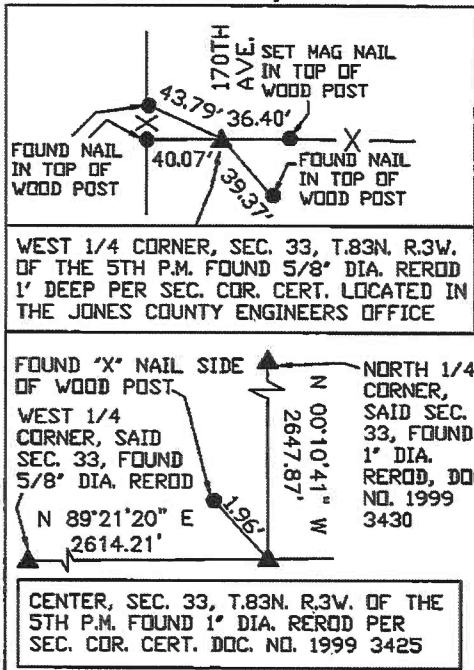 170TH
AVE.
SET MAG NAIL
IN TOP OF
WOOD POST
43.79'
36.40'
X
X
FOUND NAIL
IN TOP OF
WOOD POST
40.07'
39.37'
FOUND NAIL
IN TOP OF
WOOD POST
WEST 1/4 CORNER, SEC. 33, T.83N. R.3W.
OF THE 5TH P.M. FOUND 5/8" DIA. REROD
1' DEEP PER SEC. COR. CERT. LOCATED IN
THE JONES COUNTY ENGINEERS OFFICE
FOUND "X" NAIL SIDE
OF WOOD POST
WEST 1/4
CORNER, SAID
SEC. 33, FOUND
5/8" DIA. REROD
N 89°21'20" E
2614.21'
1.96'
N 00°10'41" W
2647.87'
NORTH 1/4
CORNER,
SAID SEC.
33, FOUND
1" DIA.
REROD, DO
NO. 1999
3430
CENTER, SEC. 33, T.83N. R.3W. OF THE
5TH P.M. FOUND 1" DIA. REROD PER
SEC. COR. CERT. DOC. NO. 1999 3425